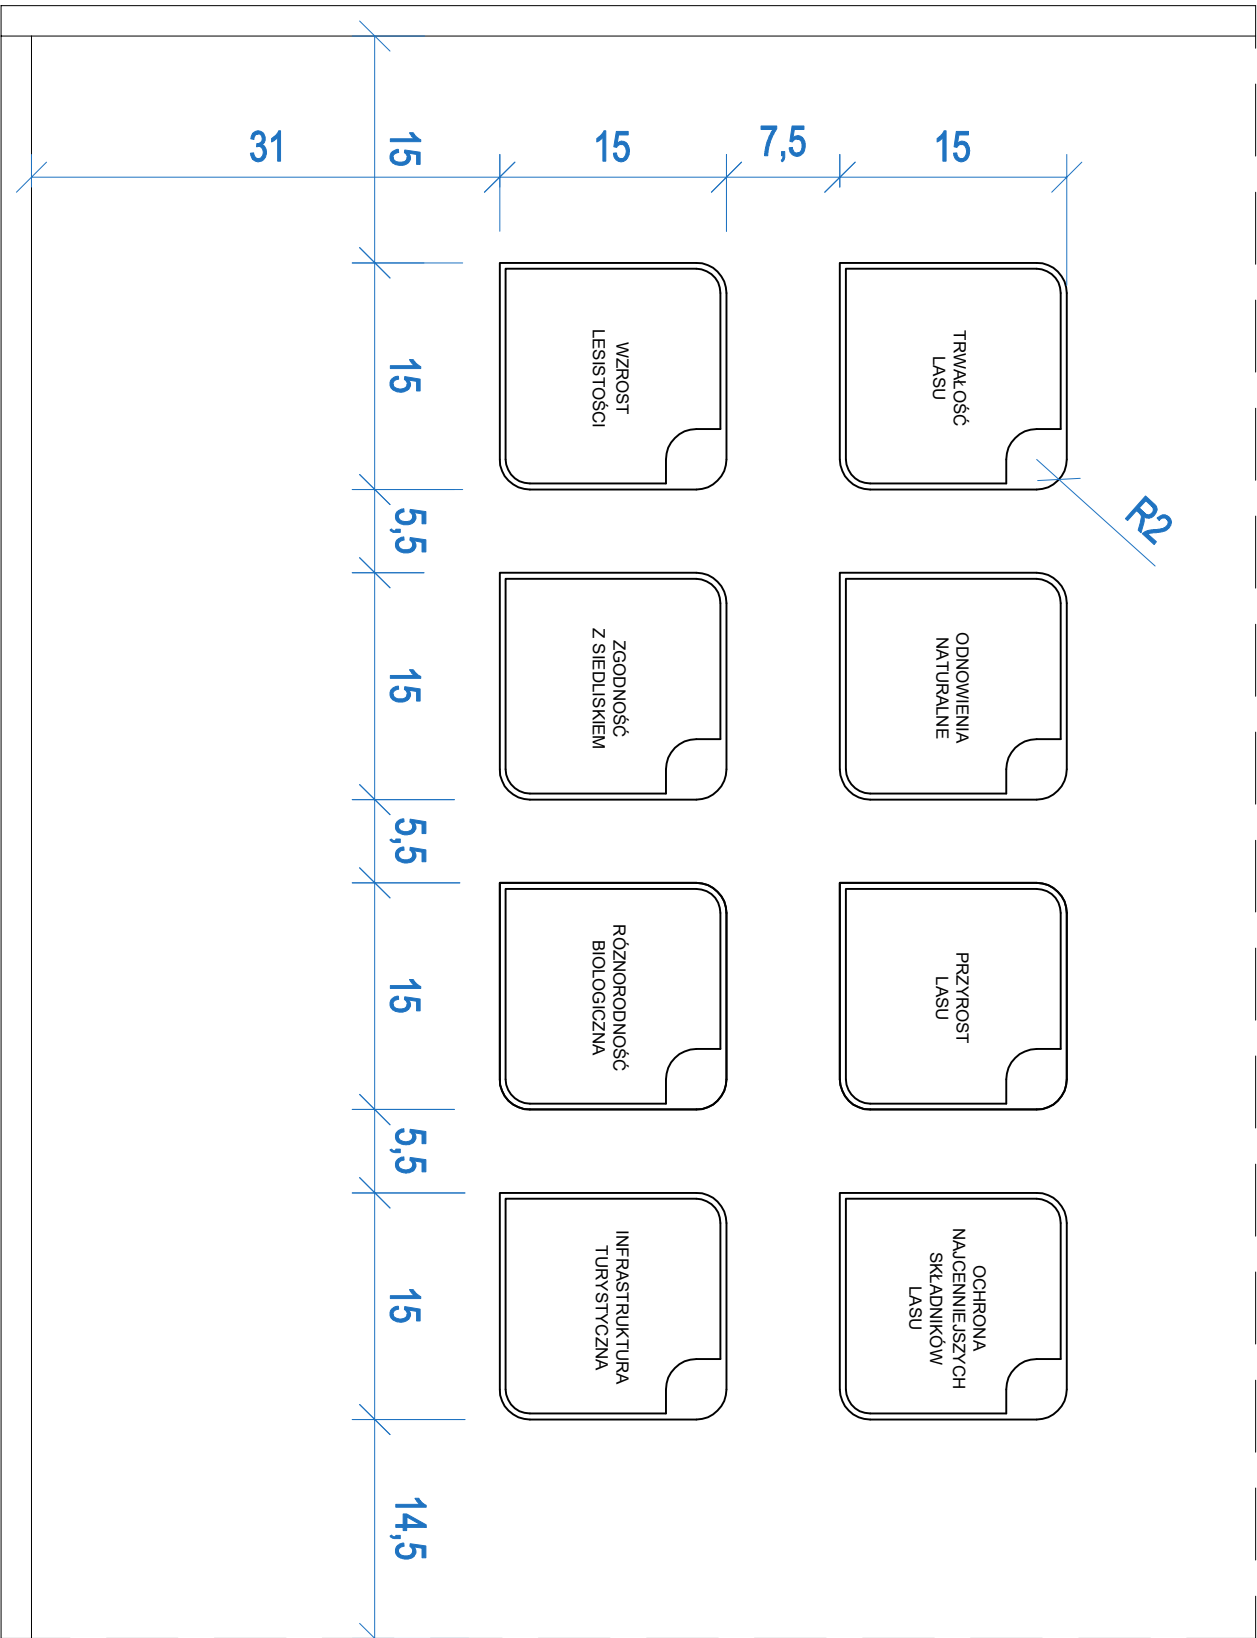 TRWAŁOŚĆ
LASU
ODNOWIENIA
NATURALNE
PRZYROST
LASU
OCHRONA
NAJCENNIEJSZYCH
SKŁADNIKÓW
LASU
WZROST
LESISTOŚCI
ZGODNOŚĆ
Z SIEDLISKIEM
RÓZNORODNOŚĆ
BIOLOGICZNA
INFRASTRUKTURA
TURYSTYCZNA
R2
15
7,5
15
31
15
15
5,5
15
5,5
15
5,5
15
14,5